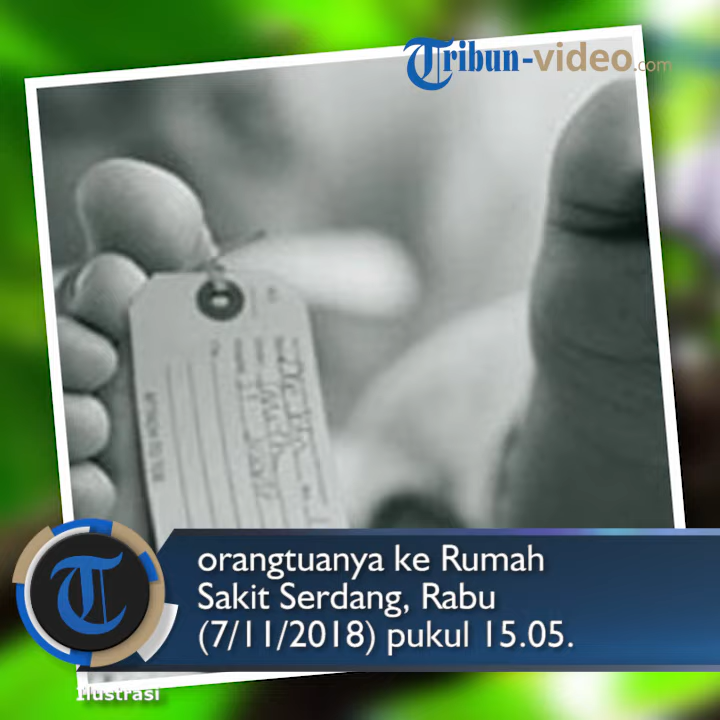 Tribun-video.com
orangtuanya ke Rumah
Sakit Serdang, Rabu
(7/11/2018) pukul 15.05.
Ilustrasi